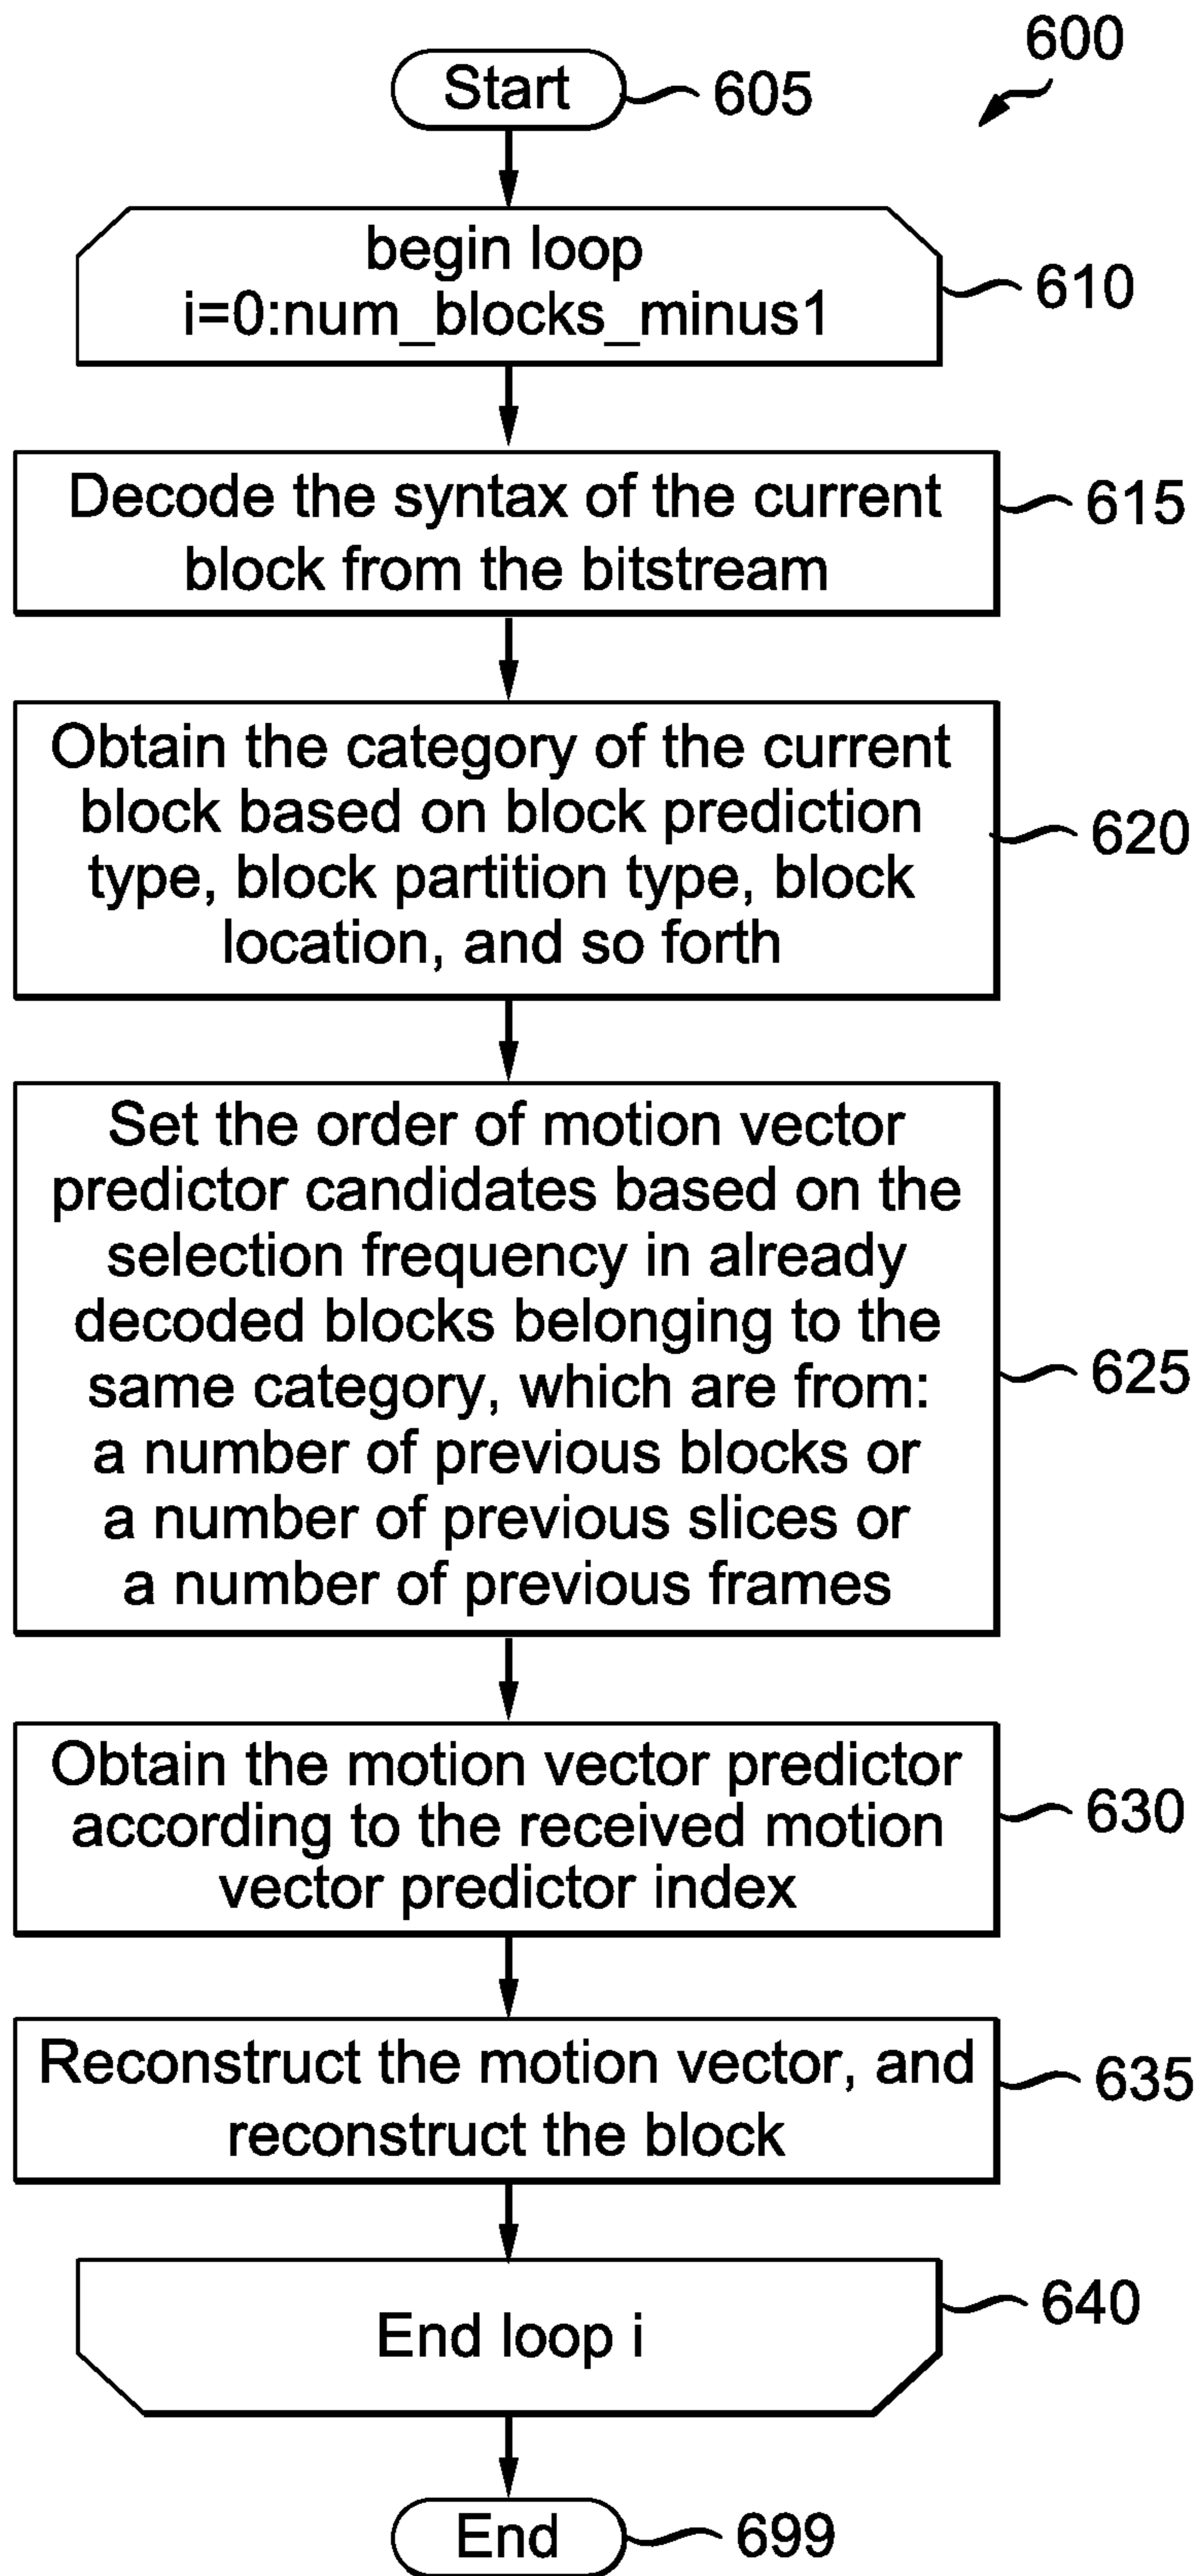 600
Start
605
begin loop
i=0:num_blocks_minus1
610
Decode the syntax of the current
block from the bitstream
615
Obtain the category of the current
block based on block prediction
type, block partition type, block
location, and so forth
620
Set the order of motion vector
predictor candidates based on the
selection frequency in already
decoded blocks belonging to the
same category, which are from:
a number of previous blocks or
a number of previous slices or
a number of previous frames
625
Obtain the motion vector predictor
according to the received motion
vector predictor index
630
Reconstruct the motion vector, and
reconstruct the block
635
End loop i
640
End
699